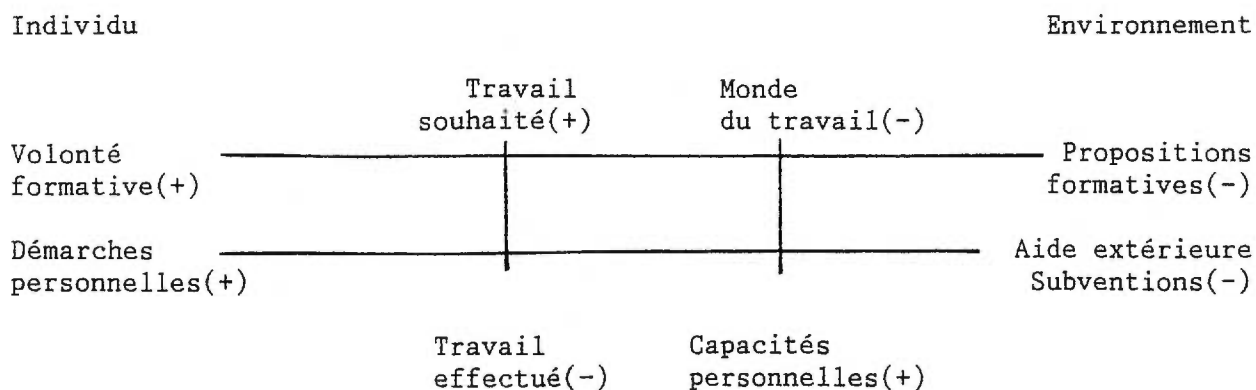 Individu Environnement
Travail Monde
souhaité(+) du travail(-)
Volonté Propositions
formative(+) formatives(-)
Démarches Aide extérieure
personnelles(+) Subventions(-)
Travail Capacités
effectué(-) personnelles(+)